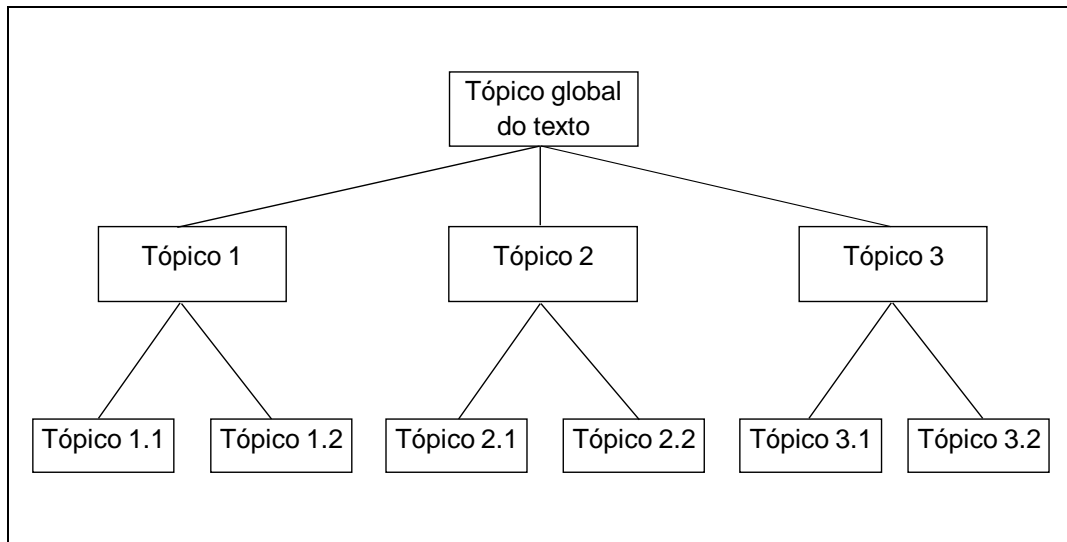 Tópico global
do texto
Tópico 1
Tópico 2
Tópico 3
Tópico 1.1
Tópico 1.2
Tópico 2.1
Tópico 2.2
Tópico 3.1
Tópico 3.2